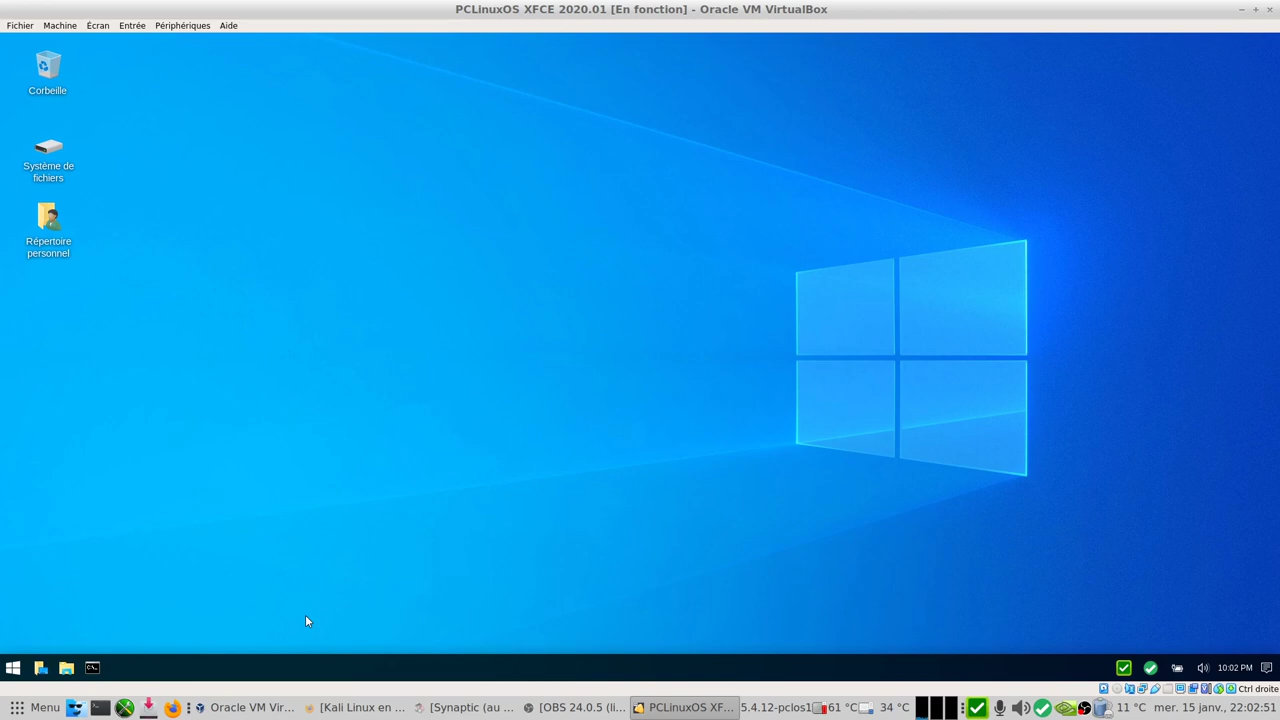 PCLinuxOS XFCE 2020.01 [En fonction] - Oracle VM VirtualBox
Fichier Machine Écran Entrée Périphériques Aide
Corbeille
Système de
fichiers
Répertoire
personnel
10:02 PM
Ctrl droite
Menu Oracle VM Vir... [Kali Linux en ... [Synaptic (au ... [OBS 24.0.5 (li... PCLinuxOS XF... 5.4.12-pclos1 61 °C 34 °C 11 °C mer. 15 janv., 22:02:51